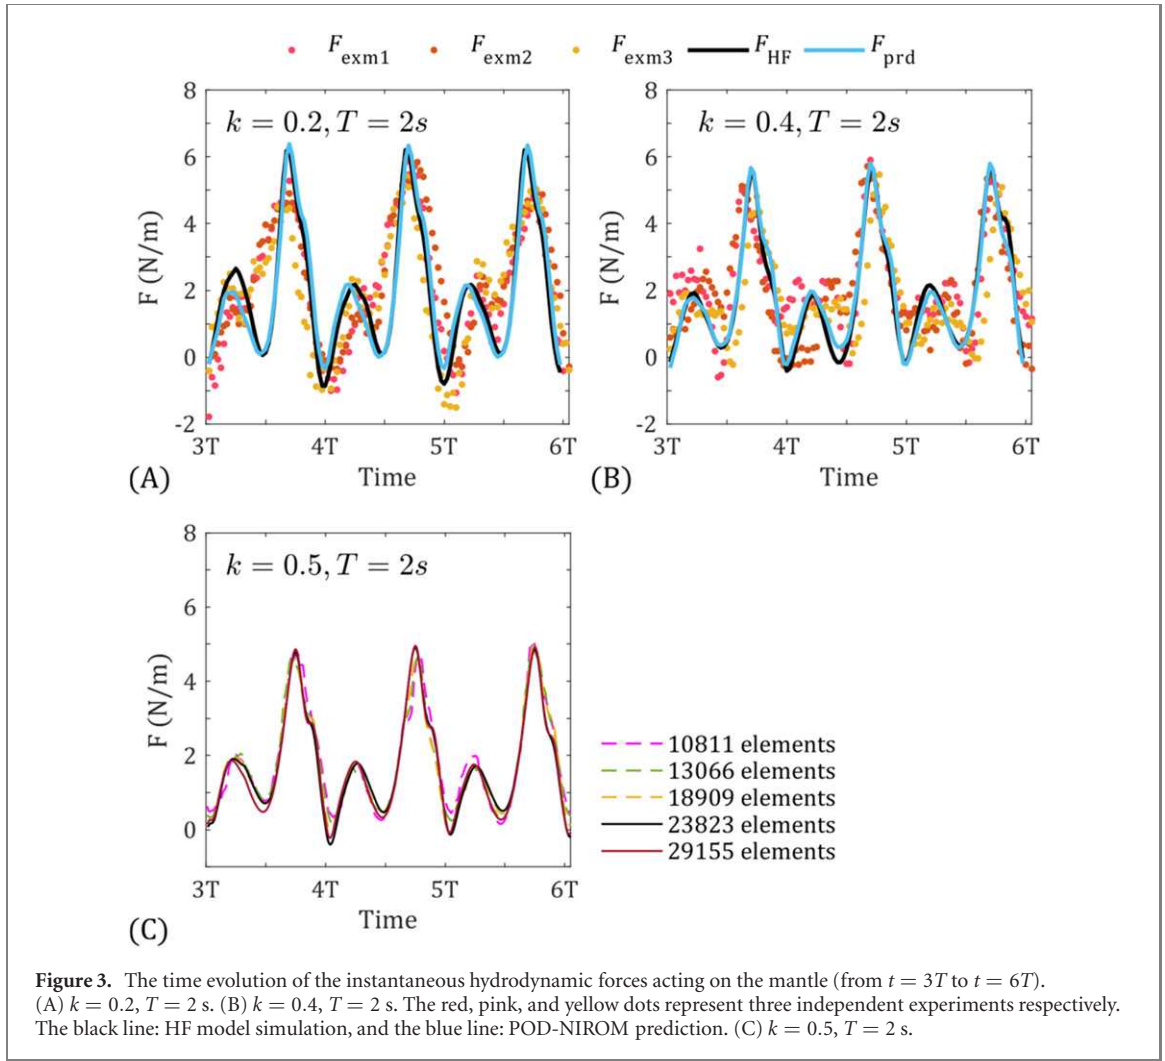 F_exm1 F_exm2 F_exm3 F_HF F_prd
8
6
4
2
0
-2
F (N/m)
k = 0.2, T = 2s
3T 4T 5T 6T
Time
(A)
8
6
4
2
0
-2
F (N/m)
k = 0.4, T = 2s
3T 4T 5T 6T
Time
(B)
8
6
4
2
0
F (N/m)
k = 0.5, T = 2s
3T 4T 5T 6T
Time
(C)
10811 elements
13066 elements
18909 elements
23823 elements
29155 elements
Figure 3. The time evolution of the instantaneous hydrodynamic forces acting on the mantle (from t = 3T to t = 6T).
(A) k = 0.2, T = 2 s. (B) k = 0.4, T = 2 s. The red, pink, and yellow dots represent three independent experiments respectively.
The black line: HF model simulation, and the blue line: POD-NIROM prediction. (C) k = 0.5, T = 2 s.